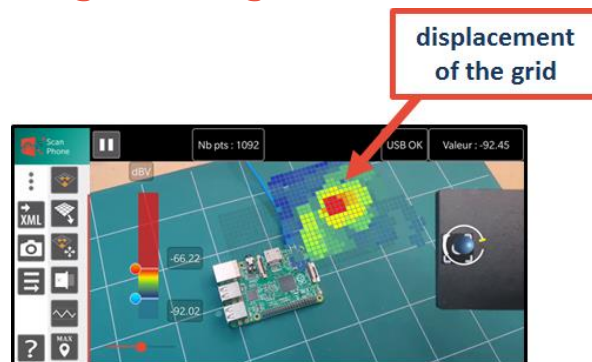 displacement
of the grid
Scan
Phone
Nb pts : 1092
USB OK
Valeur : -92.45
dBV
XML
-66.22
-92.02
?
MAX